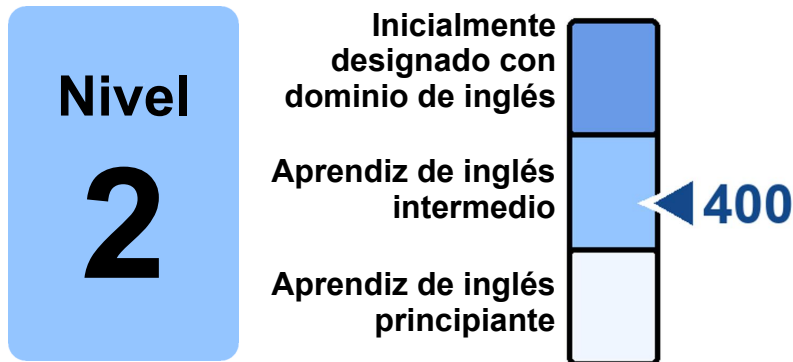 Nivel
2
Inicialmente
designado con
dominio de inglés
Aprendiz de inglés
intermedio
400
Aprendiz de inglés
principiante